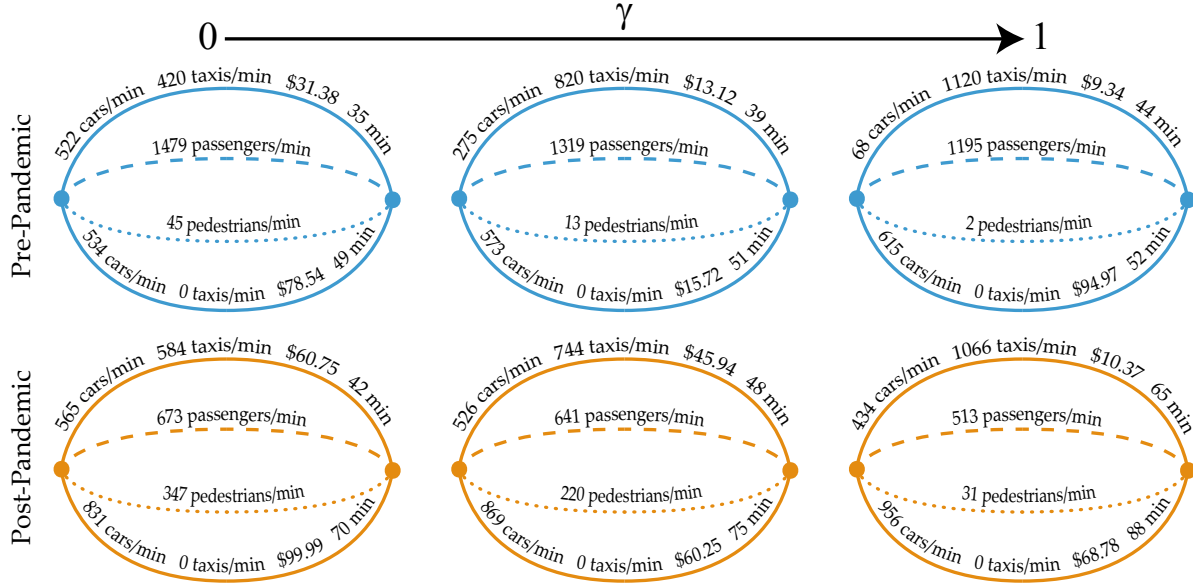 γ
0 1
Pre-Pandemic
522 cars/min 420 taxis/min $31.38 35 min
1479 passengers/min
45 pedestrians/min
534 cars/min 0 taxis/min $78.54 49 min
275 cars/min 820 taxis/min $13.12 39 min
1319 passengers/min
13 pedestrians/min
573 cars/min 0 taxis/min $15.72 51 min
68 cars/min 1120 taxis/min $9.34 44 min
1195 passengers/min
2 pedestrians/min
615 cars/min 0 taxis/min $94.97 52 min
Post-Pandemic
565 cars/min 584 taxis/min $60.75 42 min
673 passengers/min
347 pedestrians/min
831 cars/min 0 taxis/min $99.99 70 min
526 cars/min 744 taxis/min $45.94 48 min
641 passengers/min
220 pedestrians/min
869 cars/min 0 taxis/min $60.25 75 min
434 cars/min 1066 taxis/min $10.37 65 min
513 passengers/min
31 pedestrians/min
956 cars/min 0 taxis/min $68.78 88 min